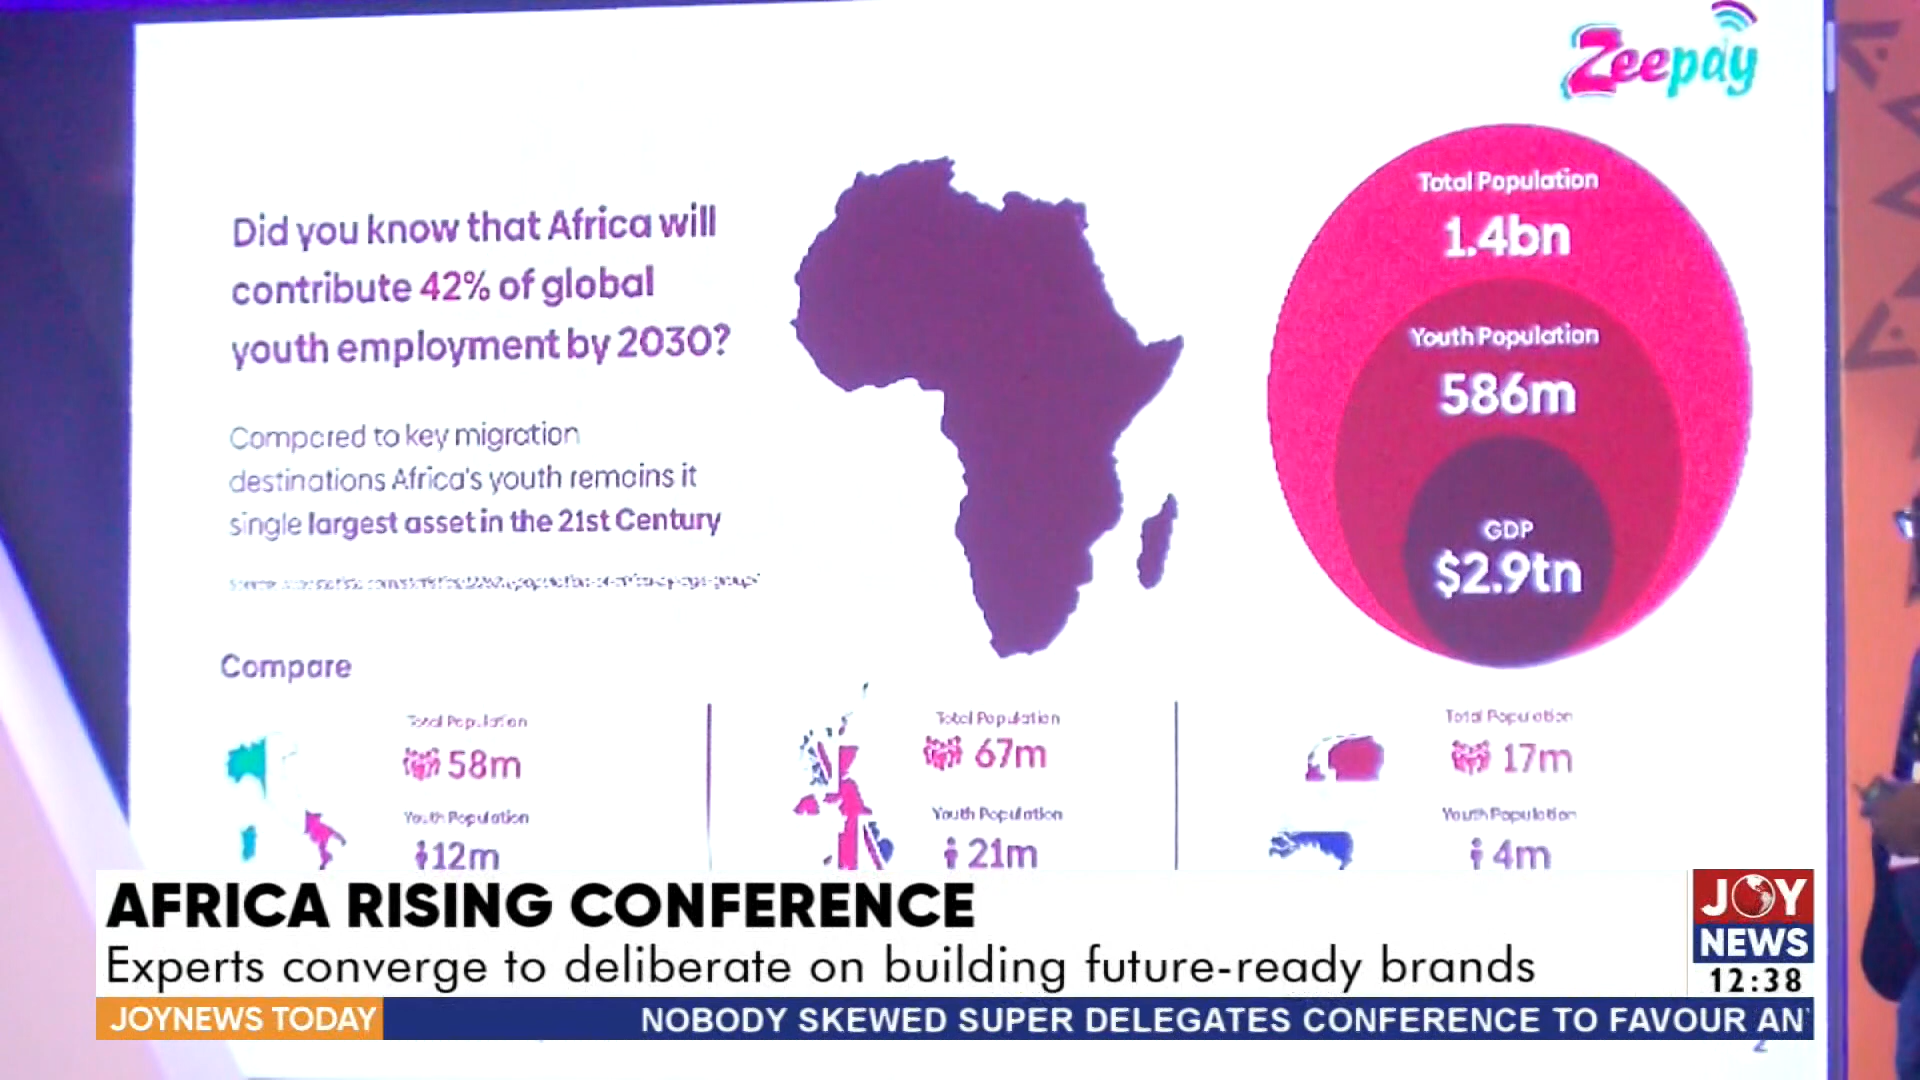 Zeepay
Did you know that Africa will
contribute 42% of global
youth employment by 2030?
Compared to key migration
destinations Africa's youth remains it
single largest asset in the 21st Century
Total Population
1.4bn
Youth Population
586m
GDP
$2.9tn
Compare
Total Population
58m
Youth Population
12m
Total Population
67m
Youth Population
21m
Total Population
17m
Youth Population
4m
AFRICA RISING CONFERENCE
Experts converge to deliberate on building future-ready brands
JOY
NEWS
12:38
JOYNEWS TODAY
NOBODY SKEWED SUPER DELEGATES CONFERENCE TO FAVOUR AN
2